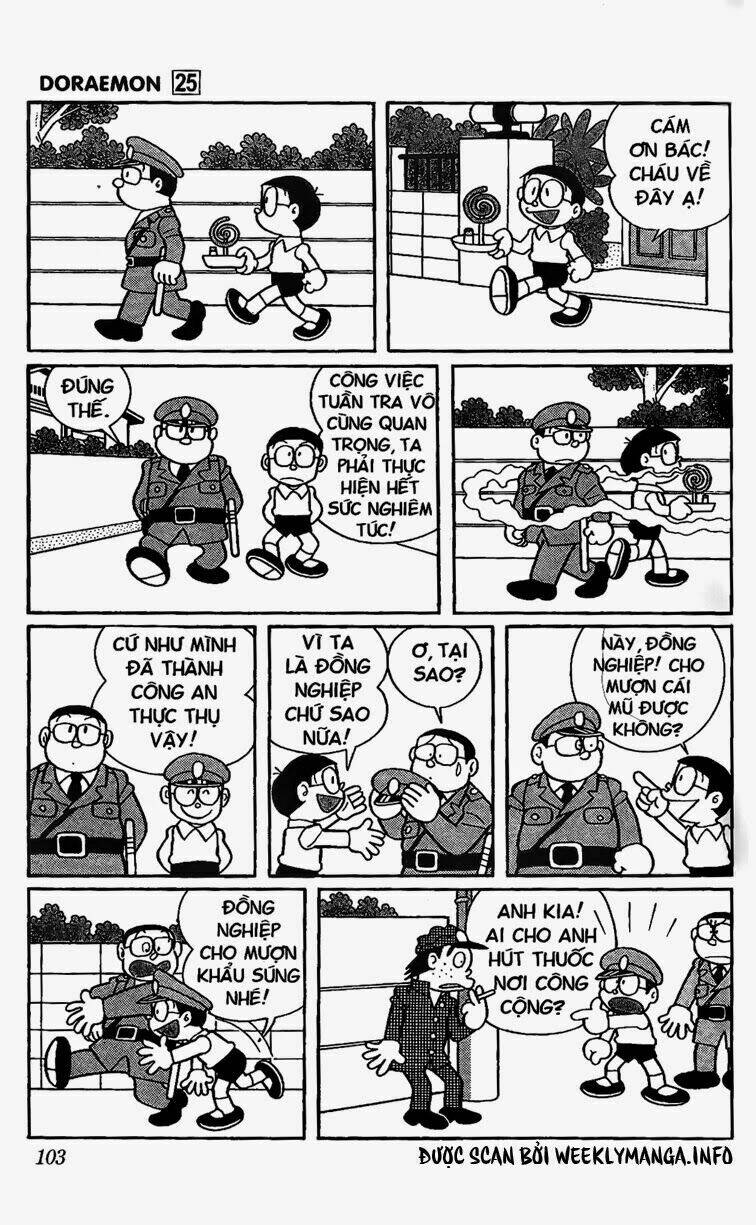 DORAEMON 25
CÁM
ƠN BÁC!
CHÁU VỀ
ĐÂY Ạ!
CÔNG VIỆC
TUẦN TRA VÔ
CÙNG QUAN
TRỌNG, TA
PHẢI THỰC
HIỆN HẾT
SỨC NGHIÊM
TÚC!
ĐÚNG
THẾ.
NÀY, ĐỒNG
NGHIỆP! CHO
MƯỢN CÁI
MŨ ĐƯỢC
KHÔNG?
Ơ, TẠI
SAO?
VÌ TA
LÀ ĐỒNG
NGHIỆP
CHỨ SAO
NỮA!
CỨ NHƯ MÌNH
ĐÃ THÀNH
CÔNG AN
THỰC THỤ
VẬY!
ANH KIA!
AI CHO ANH
HÚT THUỐC
NƠI CÔNG
CỘNG?
ĐỒNG
NGHIỆP
CHO MƯỢN
KHẨU SÚNG
NHÉ!
103
ĐƯỢC SCAN BỞI WEEKLYMANGA.INFO